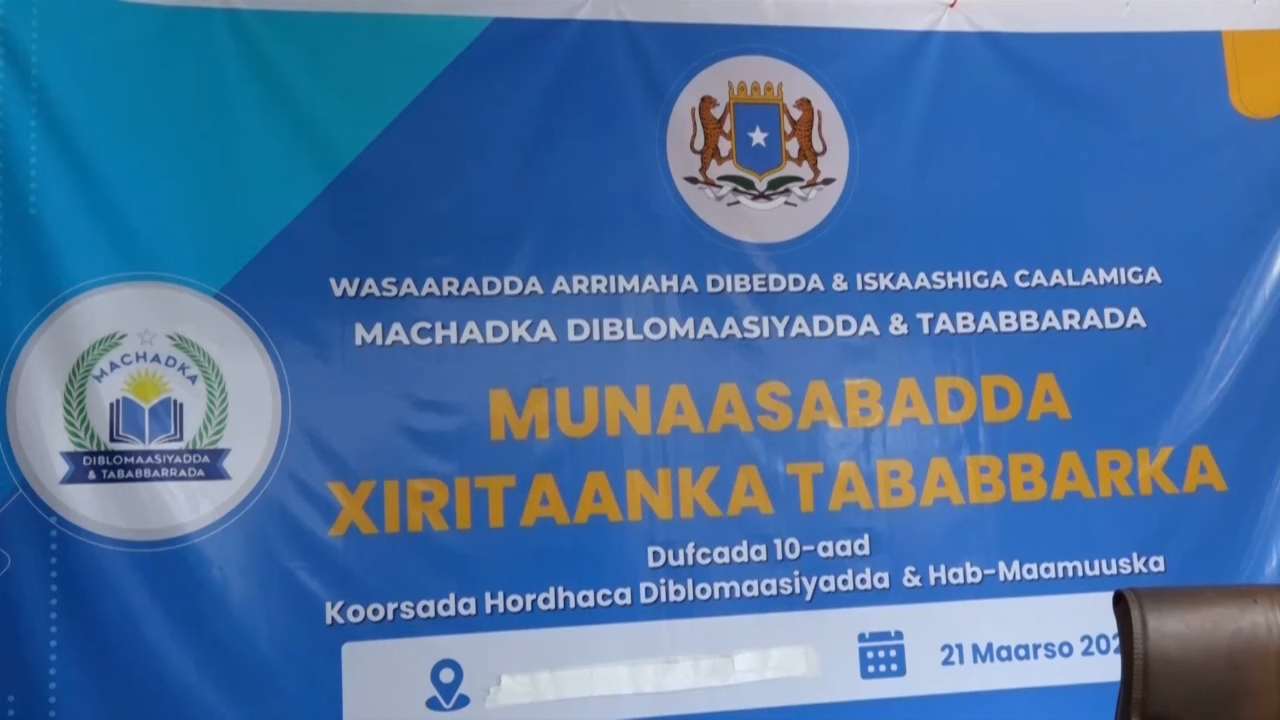 WASAARADDA ARRIMAHA DIBEDDA & ISKAASHIGA CAALAMIGA
MACHADKA DIBLOMAASIYADDA & TABABBARADA
MACHADKA
DIBLOMAASIYADDA
& TABABBARRADA
MUNAASABADDA
XIRITAANKA TABABBARKA
Dufcada 10-aad
Koorsada Hordhaca Diblomaasiyadda & Hab-Maamuuska
21 Maarso